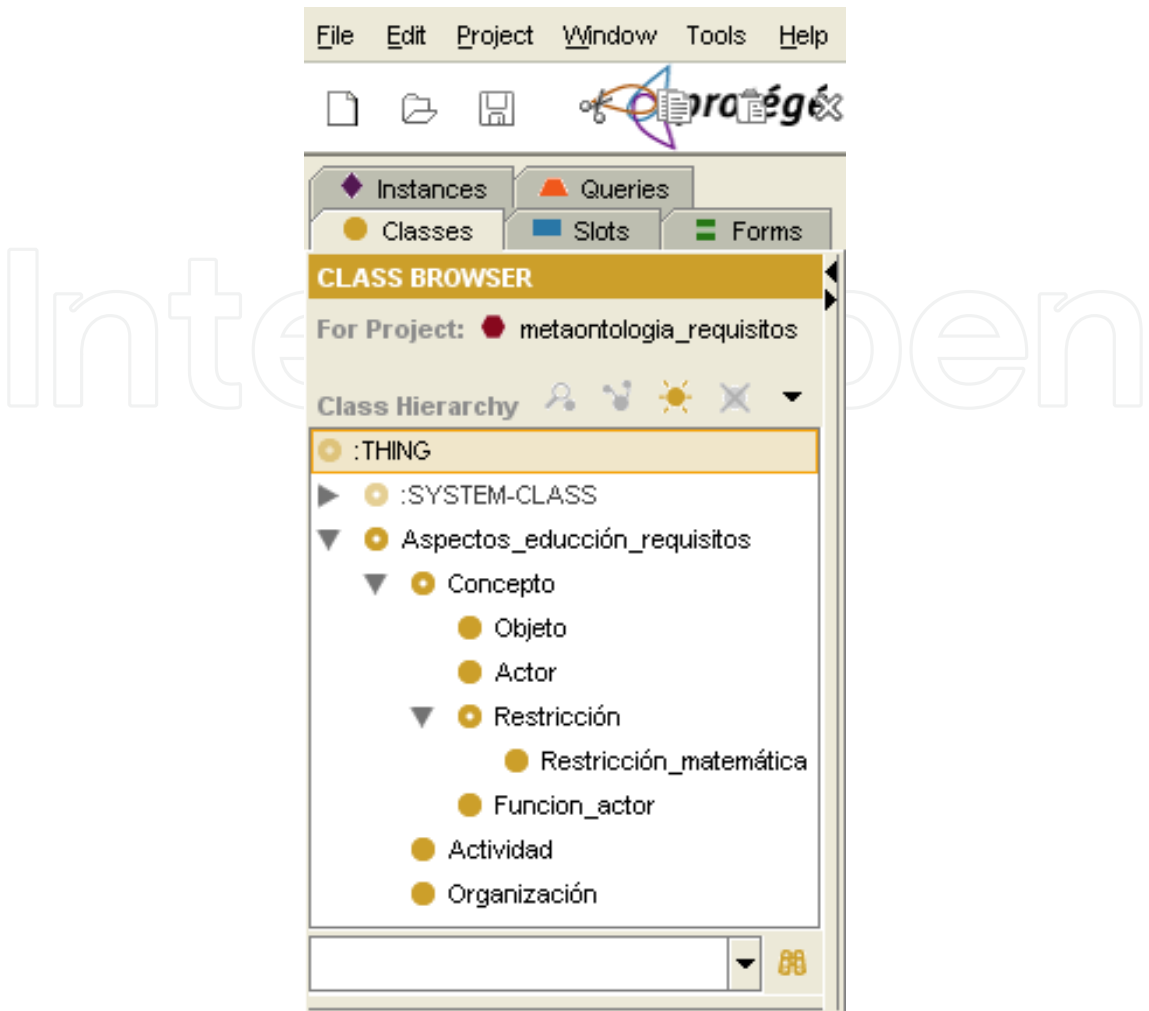 File Edit Project Window Tools Help
protégé
Instances Queries
Classes Slots Forms
CLASS BROWSER
For Project: metaontologia_requisitos
Class Hierarchy
:THING
:SYSTEM-CLASS
Aspectos_educción_requisitos
Concepto
Objeto
Actor
Restricción
Restricción_matemática
Funcion_actor
Actividad
Organización